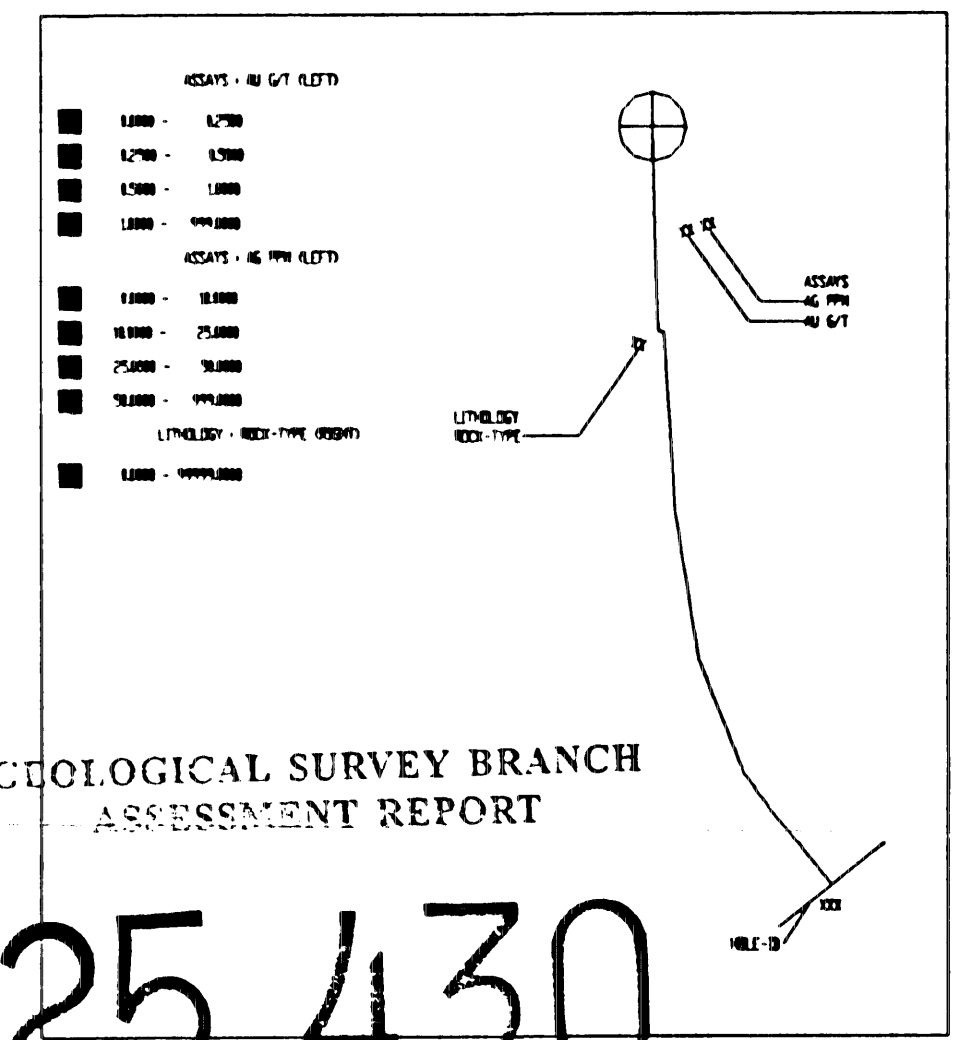 ASSAYS : AU G/T (LEFT)
0.0000 - 0.2500
0.2500 - 0.5000
0.5000 - 1.0000
1.0000 - 999.0000
ASSAYS : AG PPM (LEFT)
0.0000 - 10.0000
10.0000 - 25.0000
25.0000 - 50.0000
50.0000 - 999.0000
LITHOLOGY : ROCK-TYPE (RIGHT)
0.0000 - 99999.0000
XX XX
ASSAYS
AG PPM
AU G/T
XX
LITHOLOGY
ROCK-TYPE
GEOLOGICAL SURVEY BRANCH
ASSESSMENT REPORT
XXX
HOLE-ID
25,430